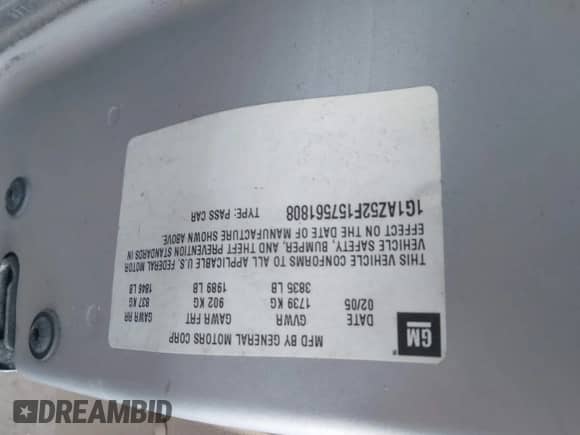 GM
MFD BY GENERAL MOTORS CORP
DATE GVWR GAWR FRT GAWR RR
02/05 1739 KG 902 KG 837 KG
3835 LB 1989 LB 1846 LB
THIS VEHICLE CONFORMS TO ALL APPLICABLE U.S. FEDERAL MOTOR
VEHICLE SAFETY, BUMPER, AND THEFT PREVENTION STANDARDS IN
EFFECT ON THE DATE OF MANUFACTURE SHOWN ABOVE.
1G1AZ52F157561808 TYPE: PASS CAR
DREAMBID